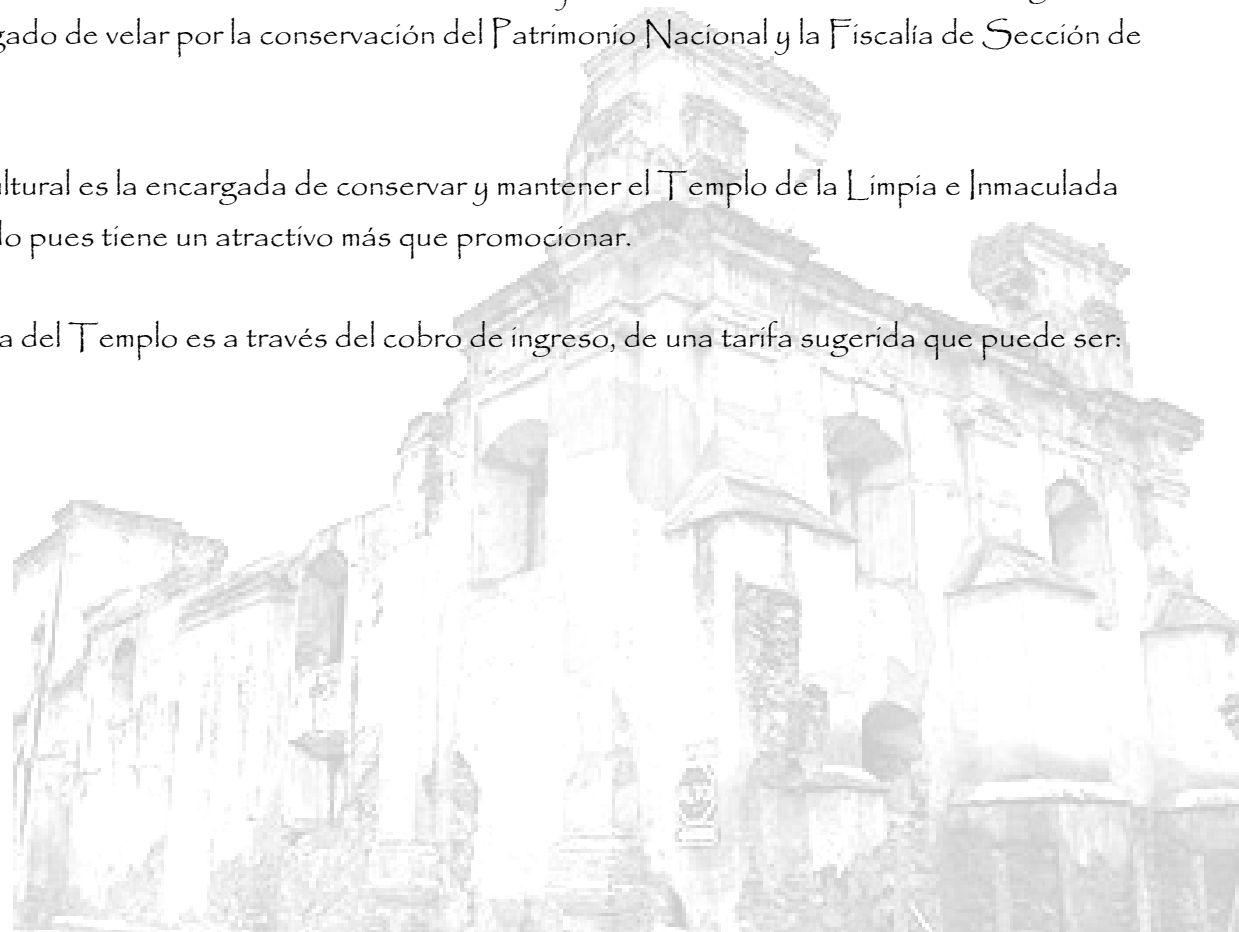 gado de velar por la conservación del Patrimonio Nacional y la Fiscalía de Sección de
ultural es la encargada de conservar y mantener el Templo de la Limpia e Inmaculada
do pues tiene un atractivo más que promocionar.
a del Templo es a través del cobro de ingreso, de una tarifa sugerida que puede ser: